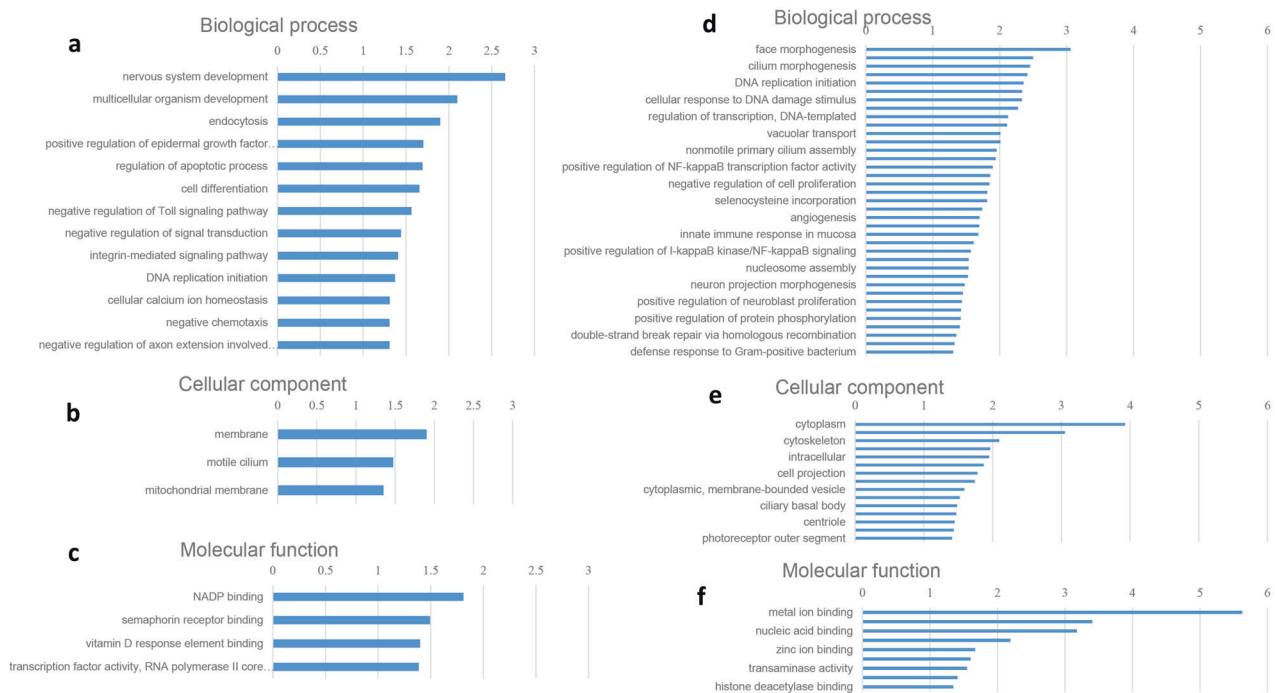 a
Biological process
0 0.5 1 1.5 2 2.5 3
nervous system development
multicellular organism development
endocytosis
positive regulation of epidermal growth factor…
regulation of apoptotic process
cell differentiation
negative regulation of Toll signaling pathway
negative regulation of signal transduction
integrin-mediated signaling pathway
DNA replication initiation
cellular calcium ion homeostasis
negative chemotaxis
negative regulation of axon extension involved…
b
Cellular component
0 0.5 1 1.5 2 2.5 3
membrane
motile cilium
mitochondrial membrane
c
Molecular function
0 0.5 1 1.5 2 2.5 3
NADP binding
semaphorin receptor binding
vitamin D response element binding
transcription factor activity, RNA polymerase II core…
d
Biological process
0 1 2 3 4 5 6
face morphogenesis
cilium morphogenesis
DNA replication initiation
cellular response to DNA damage stimulus
regulation of transcription, DNA-templated
vacuolar transport
nonmotile primary cilium assembly
positive regulation of NF-kappaB transcription factor activity
negative regulation of cell proliferation
selenocysteine incorporation
angiogenesis
innate immune response in mucosa
positive regulation of I-kappaB kinase/NF-kappaB signaling
nucleosome assembly
neuron projection morphogenesis
positive regulation of neuroblast proliferation
positive regulation of protein phosphorylation
double-strand break repair via homologous recombination
defense response to Gram-positive bacterium
e
Cellular component
0 1 2 3 4 5 6
cytoplasm
cytoskeleton
intracellular
cell projection
cytoplasmic, membrane-bounded vesicle
ciliary basal body
centriole
photoreceptor outer segment
f
Molecular function
0 1 2 3 4 5 6
metal ion binding
nucleic acid binding
zinc ion binding
transaminase activity
histone deacetylase binding